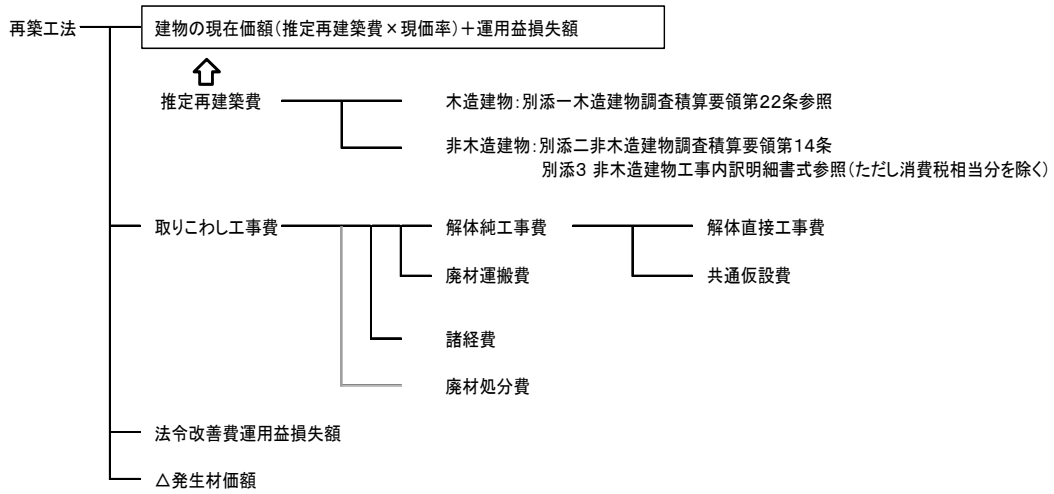 再築工法 建物の現在価額(推定再建築費×現価率)+運用益損失額
推定再建築費 木造建物:別添一木造建物調査積算要領第22条参照
非木造建物:別添二非木造建物調査積算要領第14条
別添3 非木造建物工事内訳明細書式参照(ただし消費税相当分を除く)
取りこわし工事費 解体純工事費 解体直接工事費
廃材運搬費 共通仮設費
諸経費
廃材処分費
法令改善費運用益損失額
△発生材価額